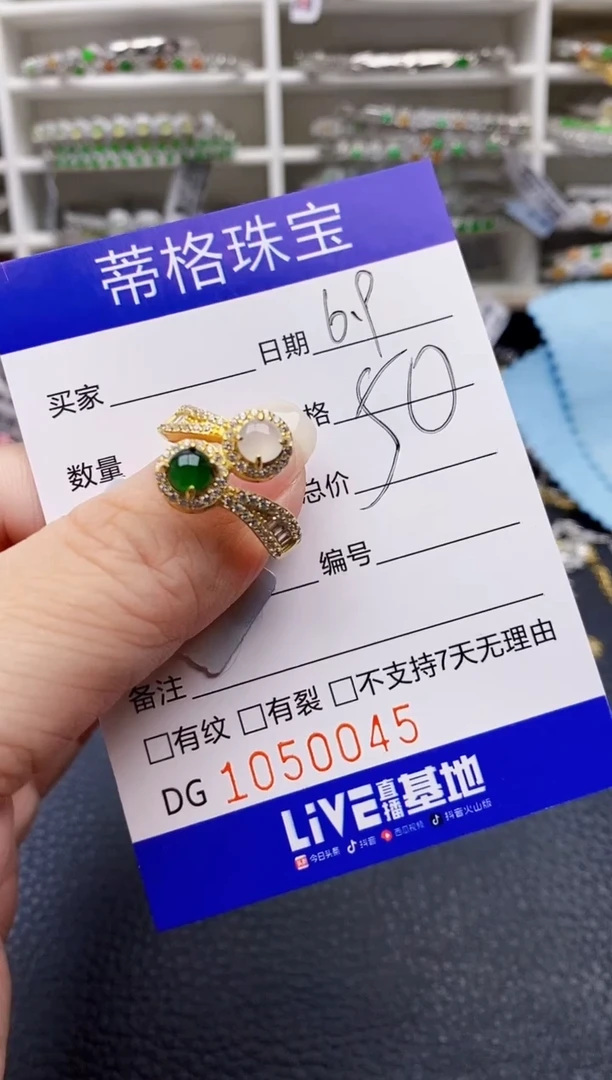 蒂格珠宝
日期 6.9
买家
格 50
数量
总价
编号
备注
□有纹 □有裂 □不支持7天无理由
DG 1050045
LiVE直播基地
今日头条 抖音 西瓜视频 抖音火山版